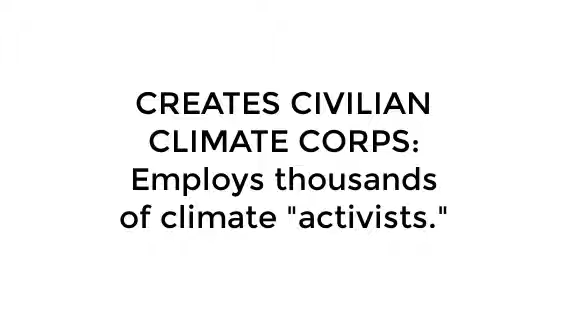 CREATES CIVILIAN
CLIMATE CORPS:
Employs thousands
of climate "activists."